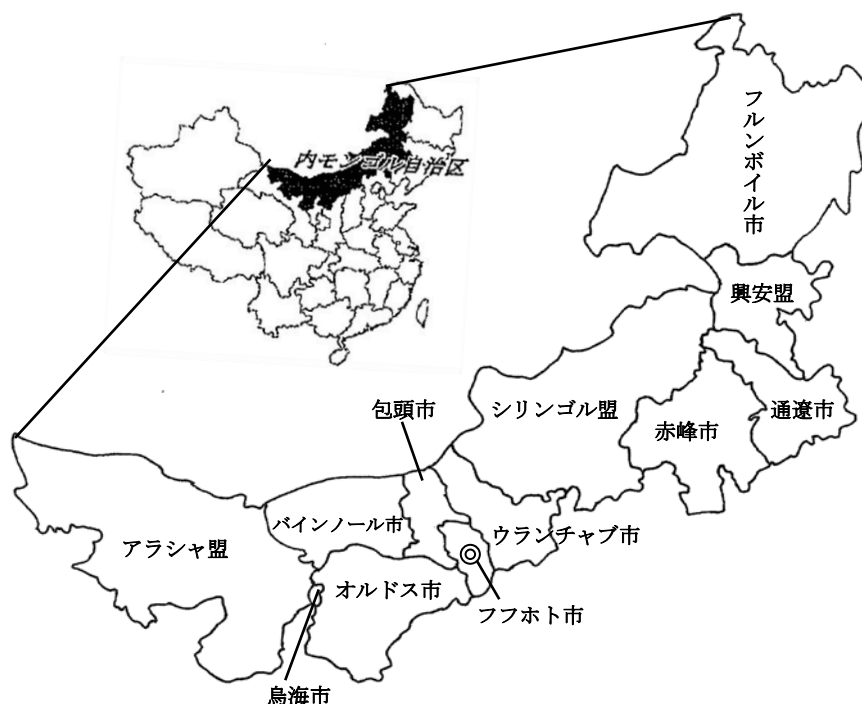 内モンゴル自治区
フルンボイル市
興安盟
シリンゴル盟
通遼市
赤峰市
包頭市
バインノール市
ウランチャブ市
アラシャ盟
オルドス市
フフホト市
烏海市